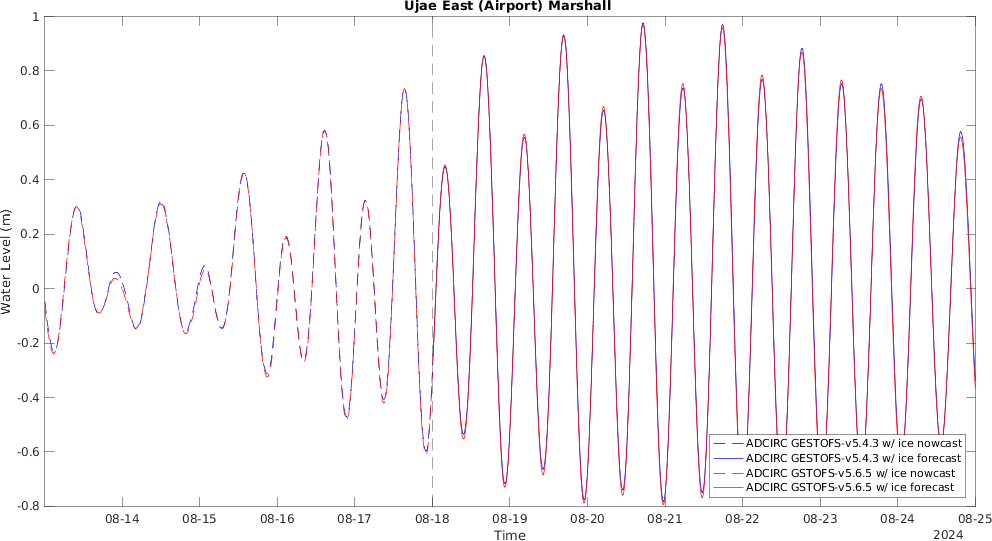 Ujae East (Airport) Marshall
Water Level (m)
1
0.8
0.6
0.4
0.2
0
-0.2
-0.4
-0.6
-0.8
ADCIRC GESTOFS-v5.4.3 w/ ice nowcast
ADCIRC GESTOFS-v5.4.3 w/ ice forecast
ADCIRC GSTOFS-v5.6.5 w/ ice nowcast
ADCIRC GSTOFS-v5.6.5 w/ ice forecast
08-14 08-15 08-16 08-17 08-18 08-19 08-20 08-21 08-22 08-23 08-24 08-25
Time
2024